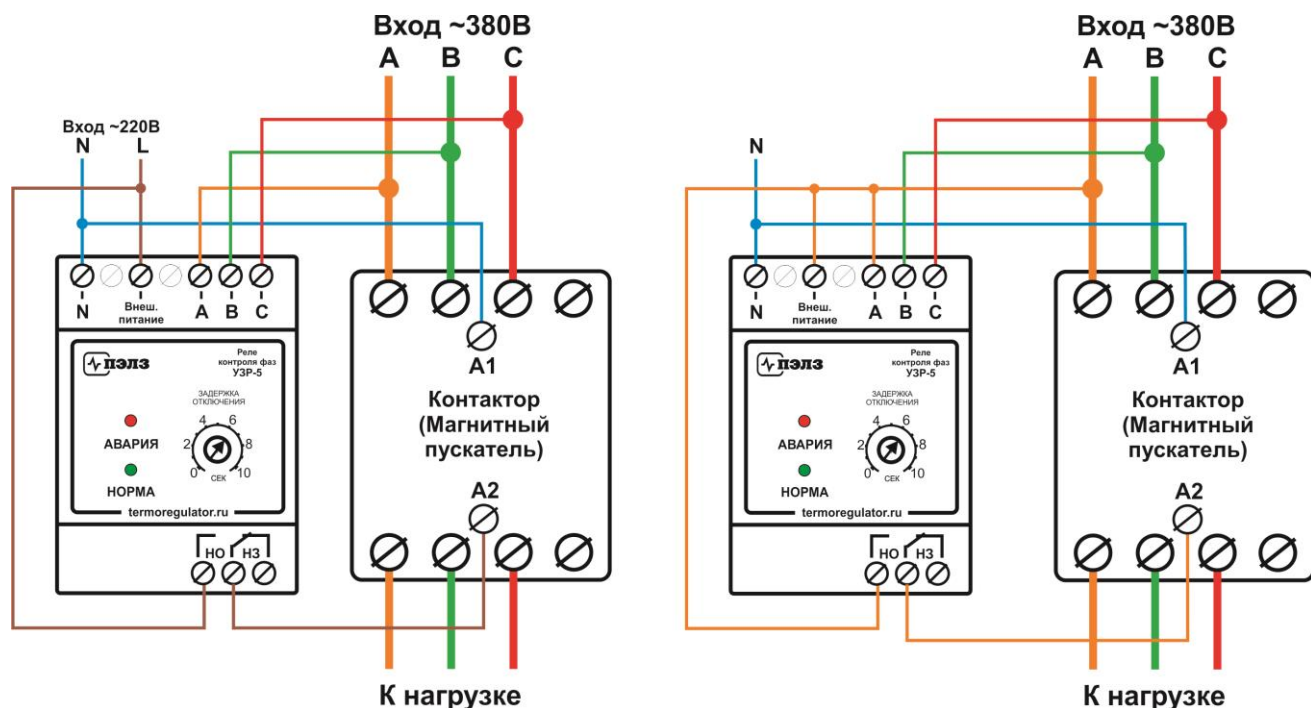 Вход ~380В
A B C
Вход ~220В
N L
N
Внеш.
питание
A B C
пэлз
Реле
контроля фаз
УЗР-5
ЗАДЕРЖКА
ОТКЛЮЧЕНИЯ
АВАРИЯ
НОРМА
0 2 4 6 8 10
СЕК
termoregulator.ru
НО НЗ
A1
Контактор
(Магнитный
пускатель)
A2
К нагрузке
Вход ~380В
A B C
N
N
Внеш.
питание
A B C
пэлз
Реле
контроля фаз
УЗР-5
ЗАДЕРЖКА
ОТКЛЮЧЕНИЯ
АВАРИЯ
НОРМА
0 2 4 6 8 10
СЕК
termoregulator.ru
НО НЗ
A1
Контактор
(Магнитный
пускатель)
A2
К нагрузке